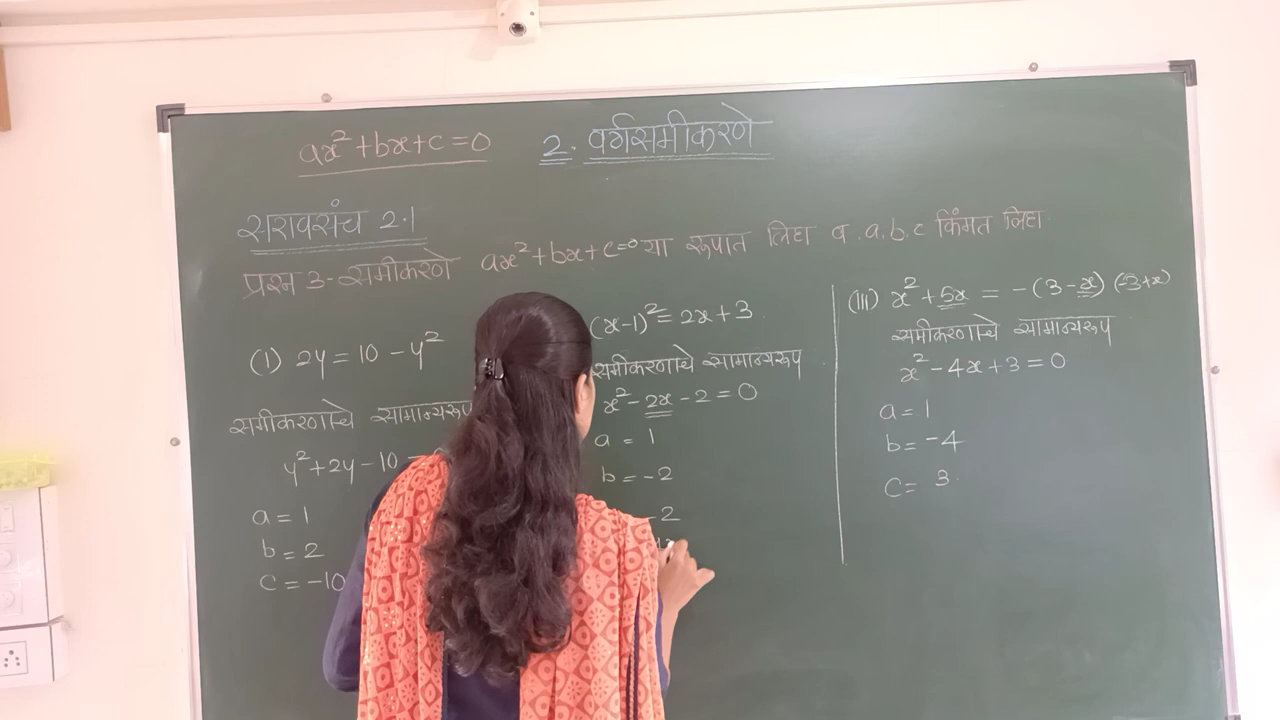 ax²+bx+c=0
2. वर्गसमीकरणे
सरावसंच 2.1
प्रश्न 3-समीकरणे ax²+bx+c=0 या रूपात लिहा व a,b,c किंमत लिहा
(1) 2y = 10 - y²
समीकरणाचे सामान्यरूप
y²+2y-10
a = 1
b = 2
c = -10
(x-1)² = 2x+3
समीकरणाचे सामान्यरूप
x² - 2x - 2 = 0
a = 1
b = -2
-2
(III) x² + 5x = -(3-x) (-3+x)
समीकरणाचे सामान्यरूप
x² - 4x + 3 = 0
a = 1
b = -4
c = 3